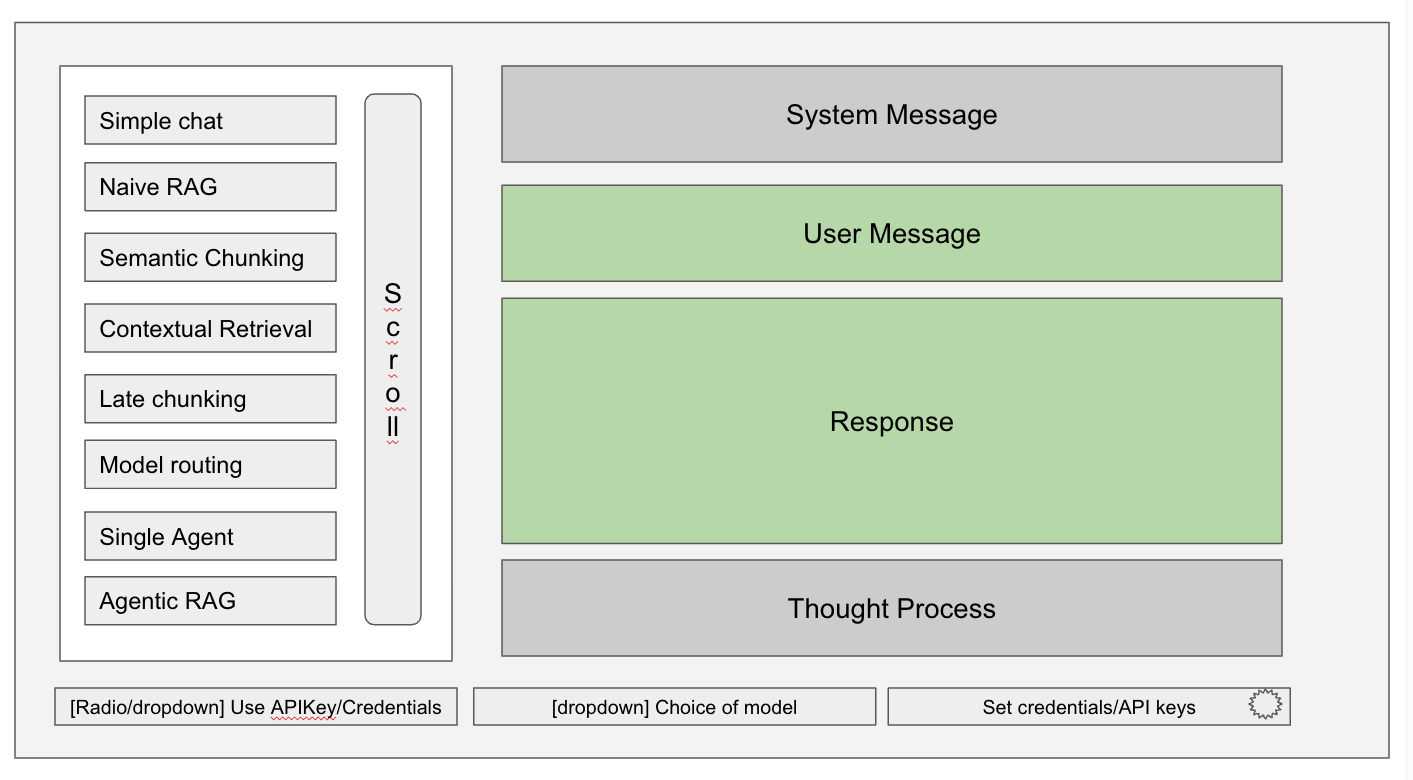 Simple chat
Naive RAG
Semantic Chunking
Contextual Retrieval
Late chunking
Model routing
Single Agent
Agentic RAG
S
c
r
o
ll
System Message
User Message
Response
Thought Process
[Radio/dropdown] Use APIKey/Credentials
[dropdown] Choice of model
Set credentials/API keys